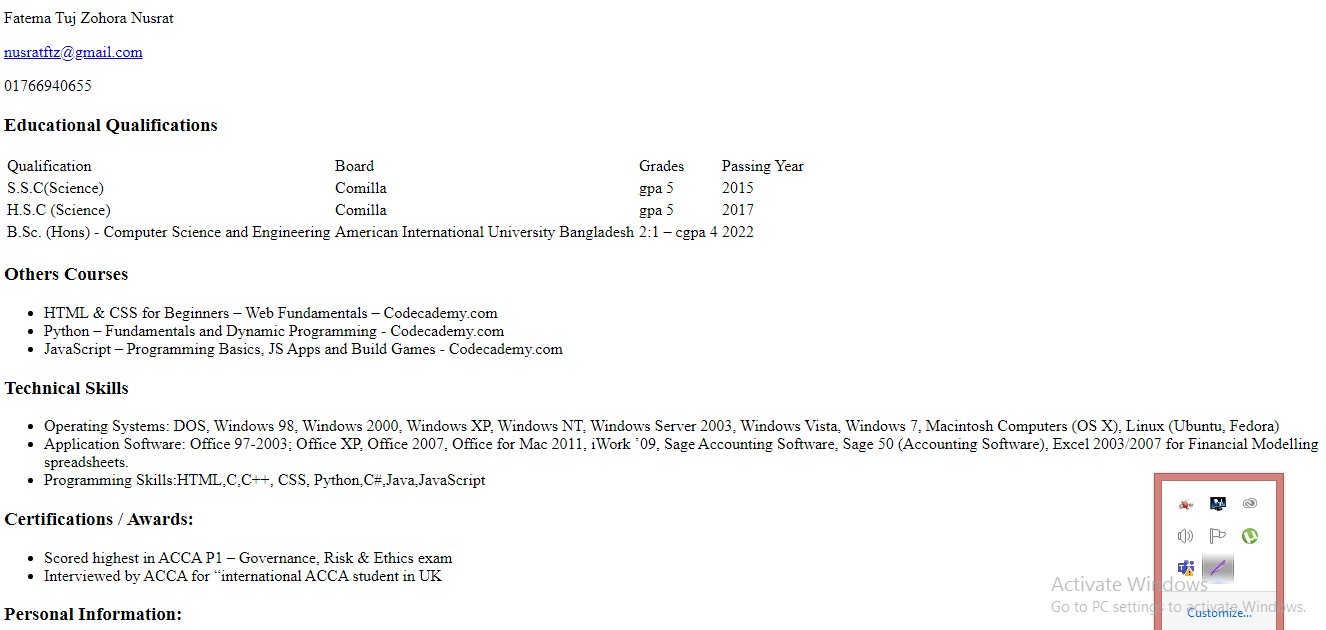 Fatema Tuj Zohora Nusrat
nusratftz@gmail.com
01766940655
Educational Qualifications
Qualification Board Grades Passing Year
S.S.C(Science) Comilla gpa 5 2015
H.S.C (Science) Comilla gpa 5 2017
B.Sc. (Hons) - Computer Science and Engineering American International University Bangladesh 2:1 – cgpa 4 2022
Others Courses
• HTML & CSS for Beginners – Web Fundamentals – Codecademy.com
• Python – Fundamentals and Dynamic Programming - Codecademy.com
• JavaScript – Programming Basics, JS Apps and Build Games - Codecademy.com
Technical Skills
• Operating Systems: DOS, Windows 98, Windows 2000, Windows XP, Windows NT, Windows Server 2003, Windows Vista, Windows 7, Macintosh Computers (OS X), Linux (Ubuntu, Fedora)
• Application Software: Office 97-2003; Office XP, Office 2007, Office for Mac 2011, iWork ’09, Sage Accounting Software, Sage 50 (Accounting Software), Excel 2003/2007 for Financial Modelling
spreadsheets.
• Programming Skills:HTML,C,C++, CSS, Python,C#,Java,JavaScript
Certifications / Awards:
• Scored highest in ACCA P1 – Governance, Risk & Ethics exam
• Interviewed by ACCA for “international ACCA student in UK
Personal Information:
Activate Windows
Go to PC settings to activate Windows.
Customize...